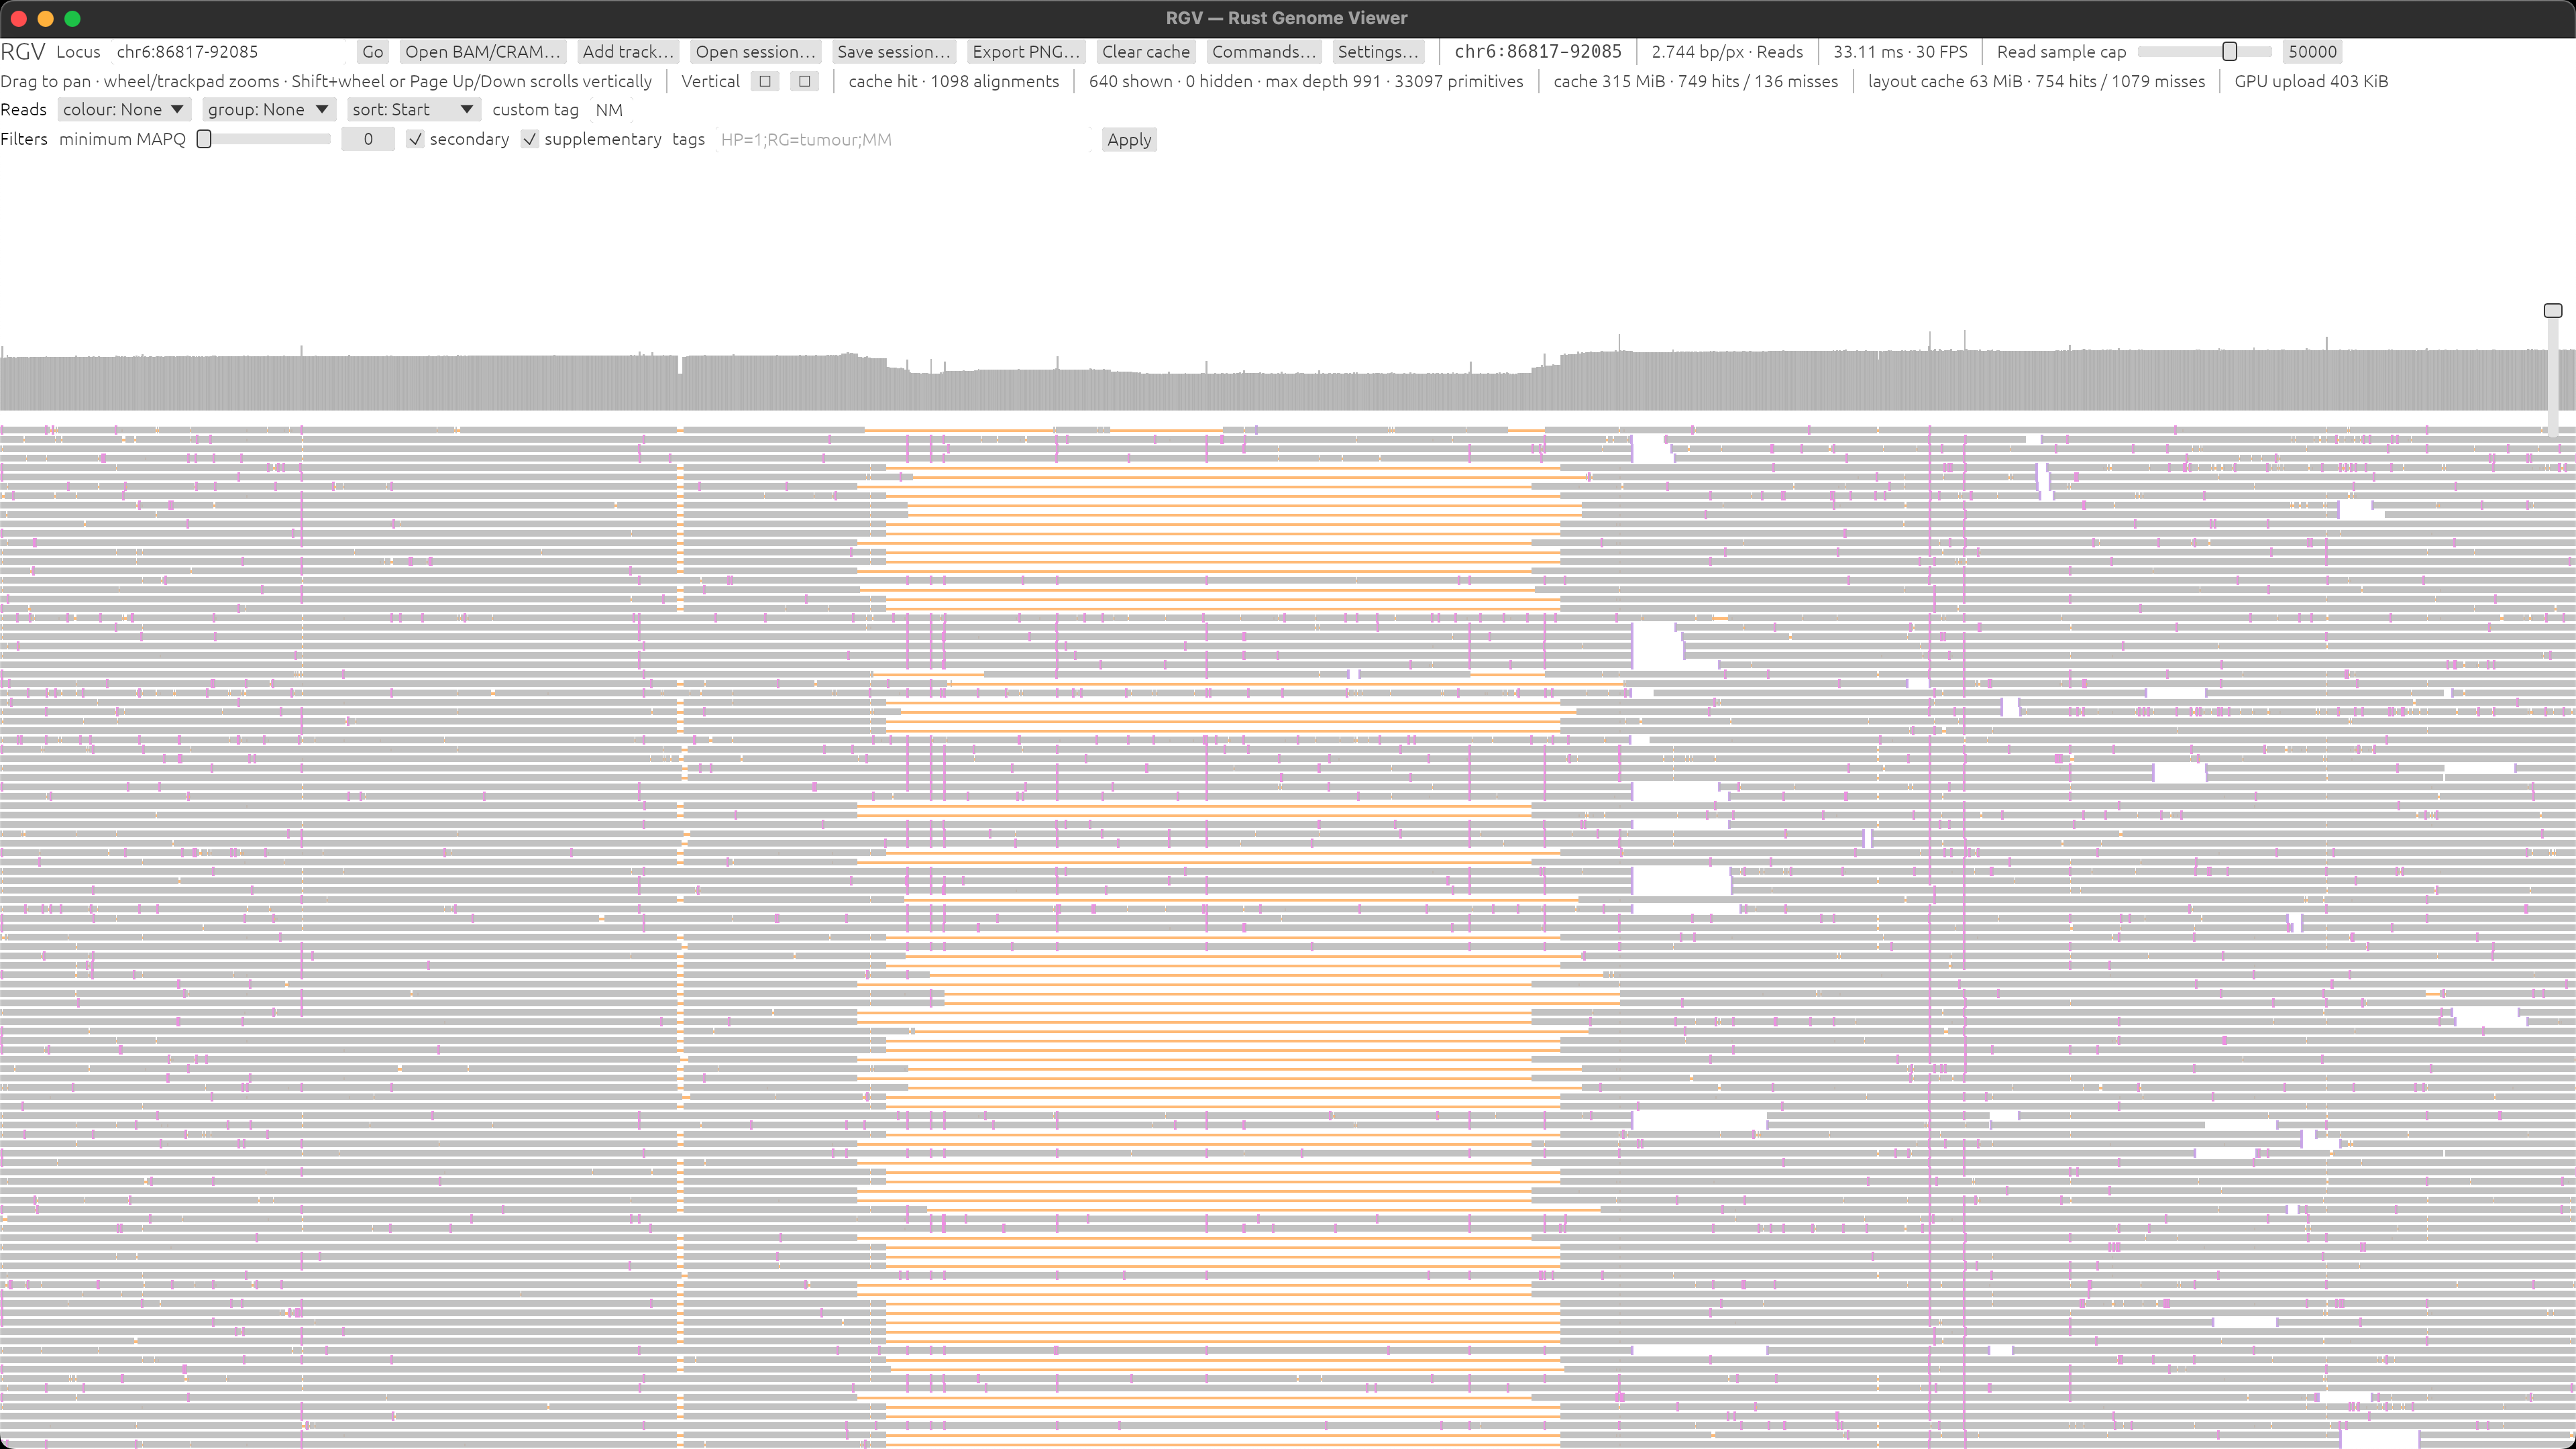 RGV — Rust Genome Viewer
RGV Locus chr6:86817-92085 Go Open BAM/CRAM... Add track... Open session... Save session... Export PNG... Clear cache Commands... Settings... chr6:86817-92085 2.744 bp/px · Reads 33.11 ms · 30 FPS Read sample cap 50000
Drag to pan · wheel/trackpad zooms · Shift+wheel or Page Up/Down scrolls vertically Vertical cache hit · 1098 alignments 640 shown · 0 hidden · max depth 991 · 33097 primitives cache 315 MiB · 749 hits / 136 misses layout cache 63 MiB · 754 hits / 1079 misses GPU upload 403 KiB
Reads colour: None group: None sort: Start custom tag NM
Filters minimum MAPQ 0 secondary supplementary tags HP=1;RG=tumour;MM Apply